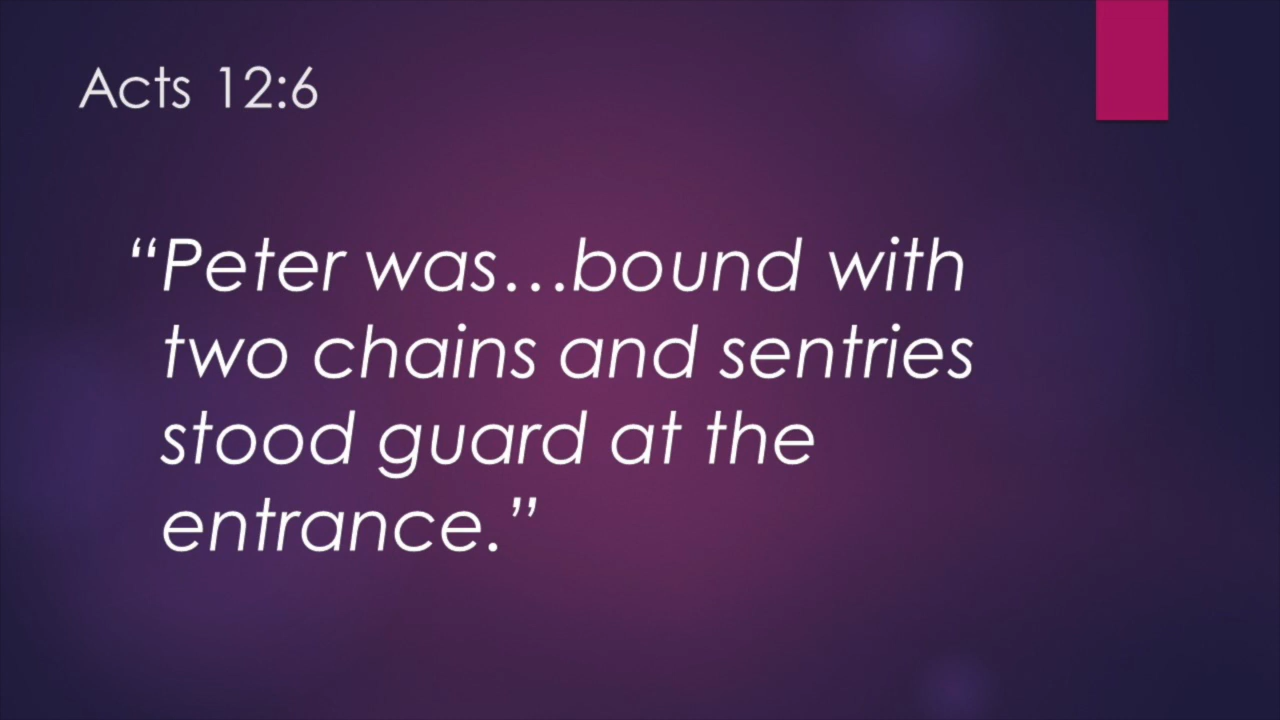 Acts 12:6
“Peter was…bound with
two chains and sentries
stood guard at the
entrance.”